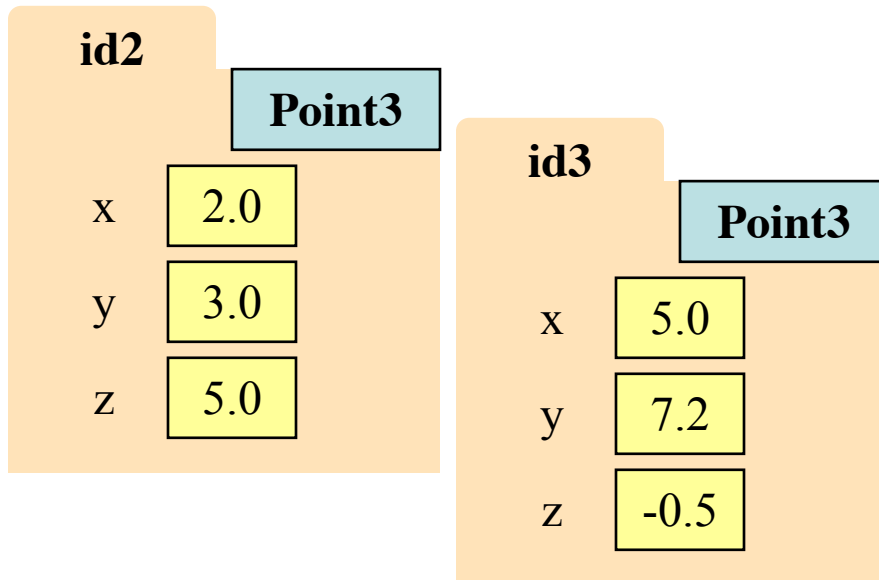 id2
Point3
x 2.0
y 3.0
z 5.0
id3
Point3
x 5.0
y 7.2
z -0.5